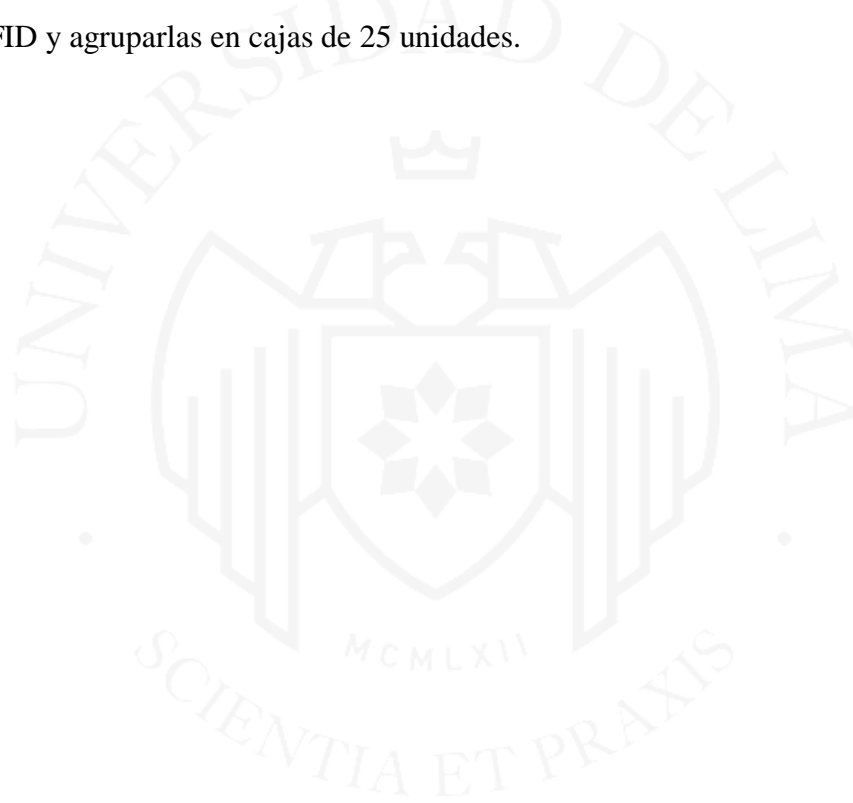 FID y agruparlas en cajas de 25 unidades.
UNIVERSIDAD DE LIMA
MCMLXII
SCIENTIA ET PRAXIS